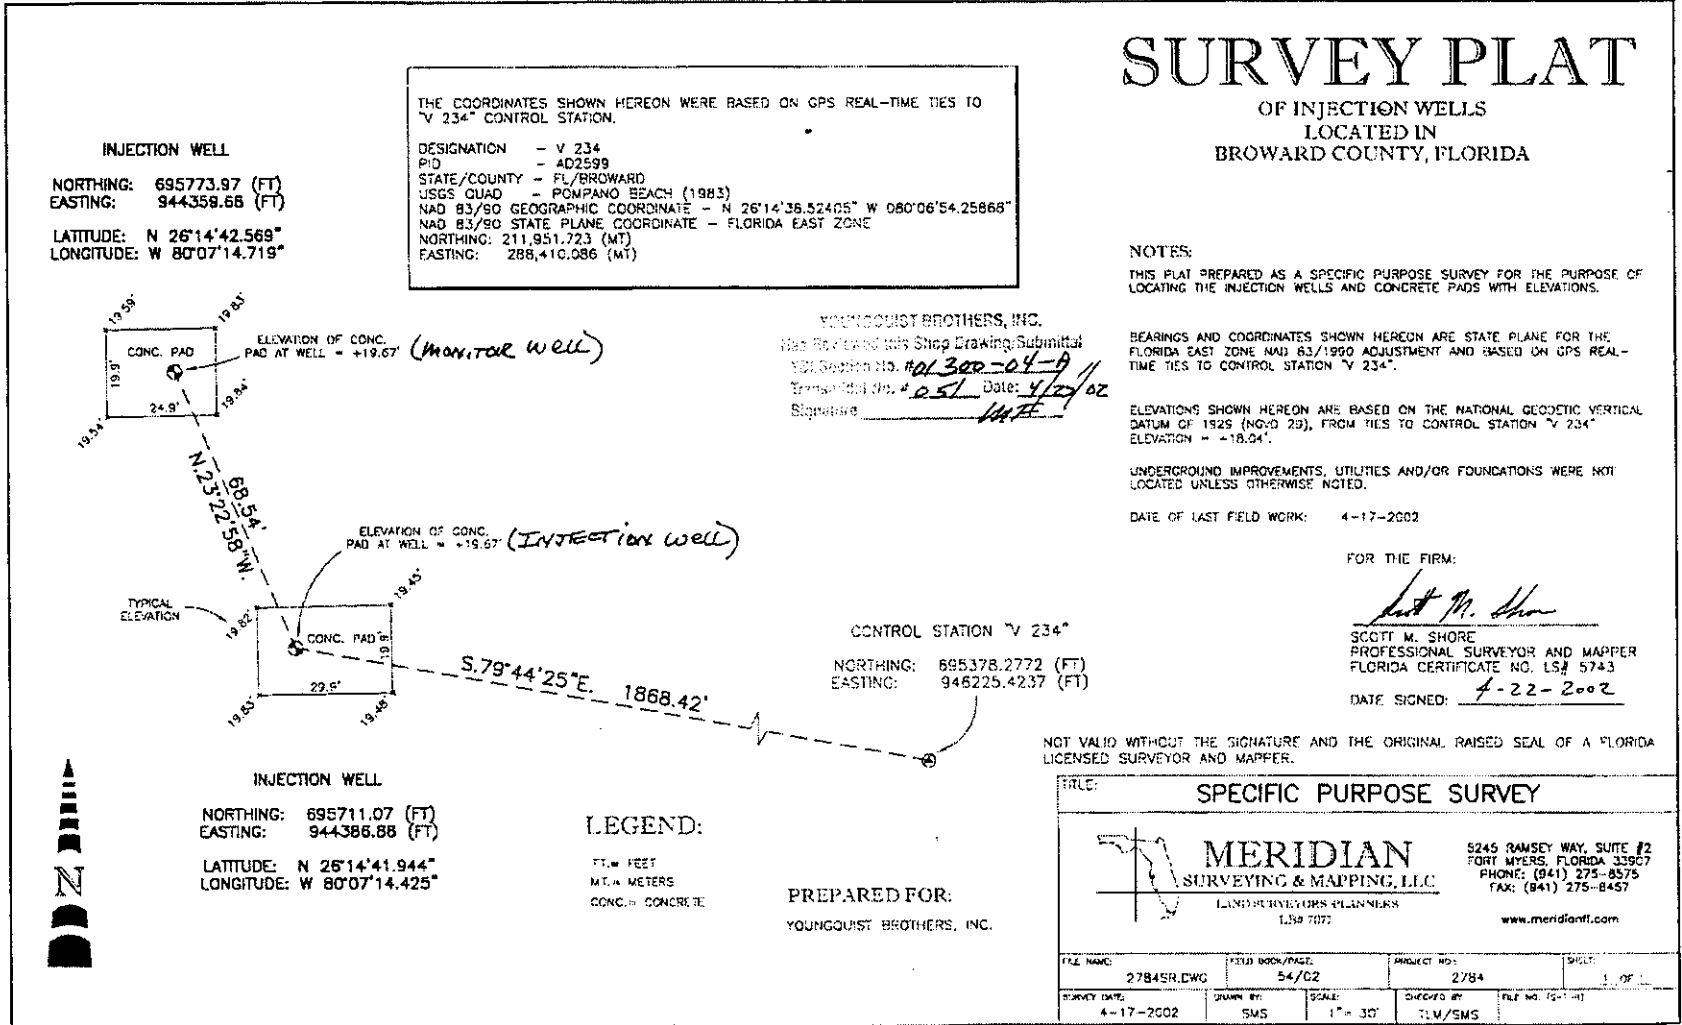 SURVEY PLAT
OF INJECTION WELLS
LOCATED IN
BROWARD COUNTY, FLORIDA
THE COORDINATES SHOWN HEREON WERE BASED ON GPS REAL-TIME TIES TO
"V 234" CONTROL STATION.
DESIGNATION - V 234
PID - AD2599
STATE/COUNTY - FL/BROWARD
USGS QUAD - POMPANO BEACH (1983)
NAD 83/90 GEOGRAPHIC COORDINATE - N 26°14'38.52405" W 080°06'54.25868"
NAD 83/90 STATE PLANE COORDINATE - FLORIDA EAST ZONE
NORTHING: 211,951.723 (MT)
EASTING: 288,410.086 (MT)
INJECTION WELL
NORTHING: 695773.97 (FT)
EASTING: 944359.68 (FT)
LATITUDE: N 26°14'42.569"
LONGITUDE: W 80°07'14.719"
19.59'
19.83'
CONC. PAD
19.9'
24.9'
19.84'
19.54'
ELEVATION OF CONC.
PAD AT WELL = +19.67' (MONITOR WELL)
YOUNGQUIST BROTHERS, INC.
Has Reviewed this Shop Drawing/Submittal
YBI Section No. #01300-04-A
Transmittal No. # 051 Date: 4/22/02
Signature
68.54'
N.23°22'58"W.
ELEVATION OF CONC.
PAD AT WELL = +19.67' (INJECTION WELL)
TYPICAL
ELEVATION
19.82'
19.45'
CONC. PAD
19.9'
29.9'
19.83'
19.48'
S.79°44'25"E. 1868.42'
CONTROL STATION "V 234"
NORTHING: 695378.2772 (FT)
EASTING: 946225.4237 (FT)
INJECTION WELL
NORTHING: 695711.07 (FT)
EASTING: 944386.88 (FT)
LATITUDE: N 26°14'41.944"
LONGITUDE: W 80°07'14.425"
N
LEGEND:
FT.= FEET
MT.= METERS
CONC.= CONCRETE
PREPARED FOR:
YOUNGQUIST BROTHERS, INC.
NOTES:
THIS PLAT PREPARED AS A SPECIFIC PURPOSE SURVEY FOR THE PURPOSE OF
LOCATING THE INJECTION WELLS AND CONCRETE PADS WITH ELEVATIONS.
BEARINGS AND COORDINATES SHOWN HEREON ARE STATE PLANE FOR THE
FLORIDA EAST ZONE NAD 83/1990 ADJUSTMENT AND BASED ON GPS REAL-
TIME TIES TO CONTROL STATION "V 234".
ELEVATIONS SHOWN HEREON ARE BASED ON THE NATIONAL GEODETIC VERTICAL
DATUM OF 1929 (NGVD 29), FROM TIES TO CONTROL STATION "V 234"
ELEVATION = +18.04'.
UNDERGROUND IMPROVEMENTS, UTILITIES AND/OR FOUNDATIONS WERE NOT
LOCATED UNLESS OTHERWISE NOTED.
DATE OF LAST FIELD WORK: 4-17-2002
FOR THE FIRM:
SCOTT M. SHORE
PROFESSIONAL SURVEYOR AND MAPPER
FLORIDA CERTIFICATE NO. LS# 5743
DATE SIGNED: 4-22-2002
NOT VALID WITHOUT THE SIGNATURE AND THE ORIGINAL RAISED SEAL OF A FLORIDA
LICENSED SURVEYOR AND MAPPER.
TITLE: SPECIFIC PURPOSE SURVEY
MERIDIAN
SURVEYING & MAPPING, LLC
LAND SURVEYORS PLANNERS
LB# 7077
5245 RAMSEY WAY, SUITE #2
FORT MYERS, FLORIDA 33907
PHONE: (941) 275-8575
FAX: (941) 275-8457
www.meridianfl.com
FILE NAME: 2784SR.DWG
FIELD BOOK/PAGE: 54/02
PROJECT NO.: 2784
SHEET: 1 OF 1
SURVEY DATE: 4-17-2002
DRAWN BY: SMS
SCALE: 1" = 30'
CHECKED BY TLM/SMS
FILE NO.